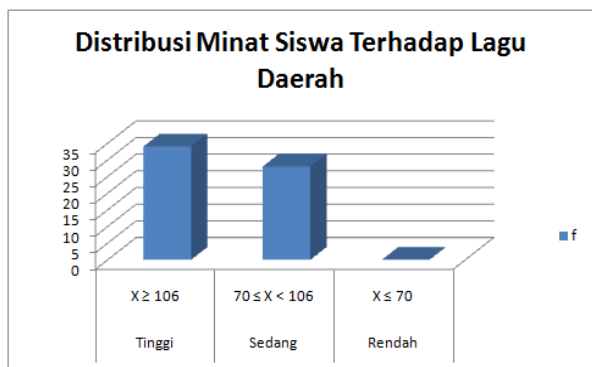 Distribusi Minat Siswa Terhadap Lagu
Daerah
35
30
25
20
15
10
5
0
f
X ≥ 106 70 ≤ X < 106 X ≤ 70
Tinggi Sedang Rendah